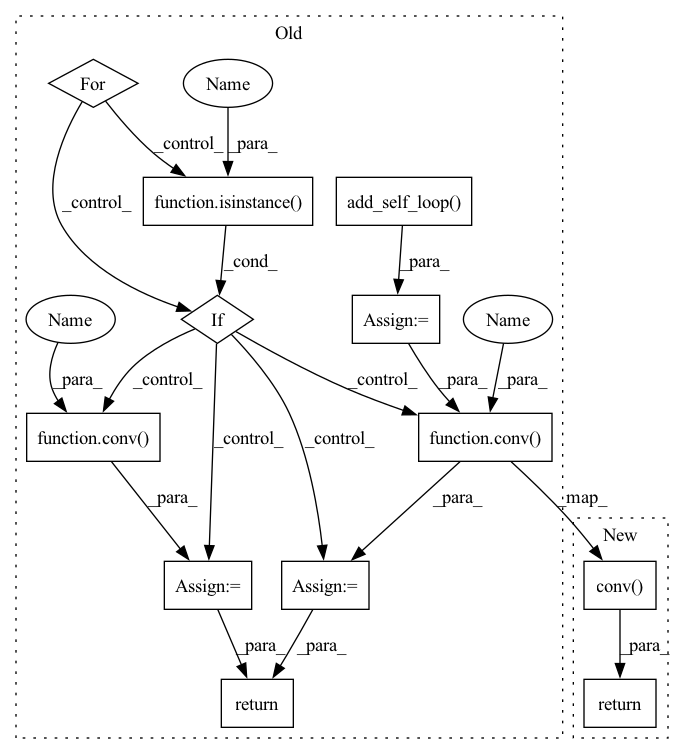 Old
For
Name
_control_
_para_
function.isinstance()
add_self_loop()
_control_
_cond_
_para_
Name
If
Assign:=
Name
_para_
_control_
_control_
_para_
_para_
function.conv()
function.conv()
_control_
_control_
_para_
_para_
_map_
New
Assign:=
Assign:=
conv()
_para_
_para_
_para_
return
return